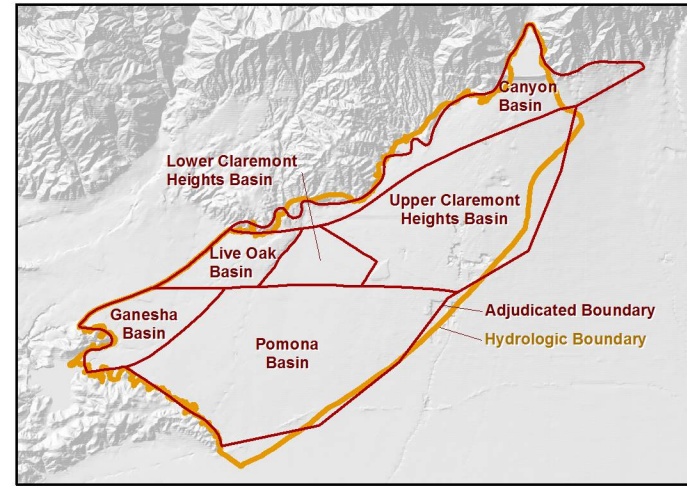 Canyon
Basin
Lower Claremont
Heights Basin
Upper Claremont
Heights Basin
Live Oak
Basin
Ganesha
Basin
Adjudicated Boundary
Hydrologic Boundary
Pomona
Basin